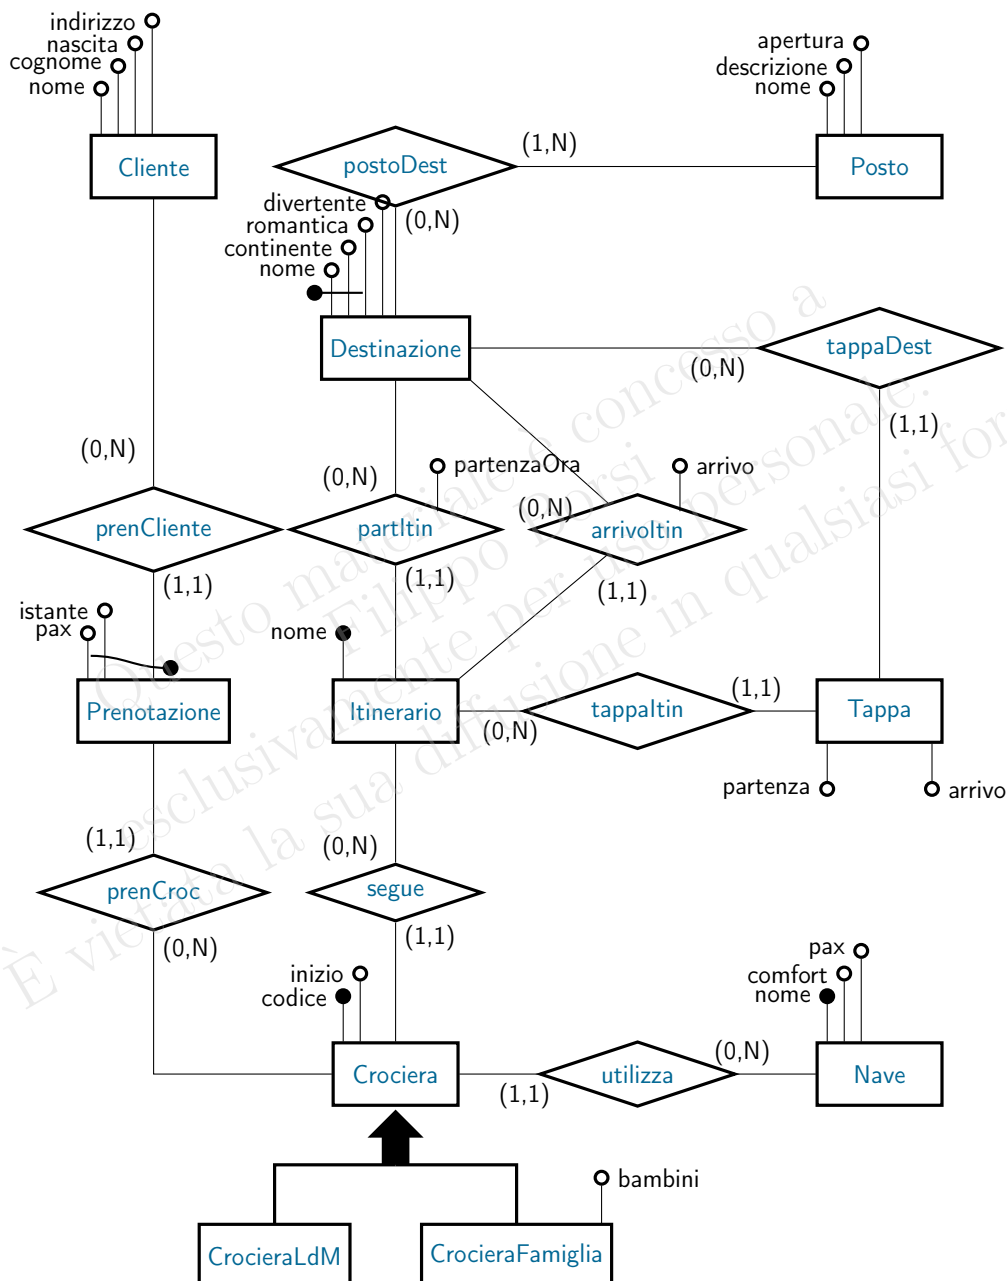 indirizzo
nascita
cognome
nome
Cliente
apertura
descrizione
nome
Posto
postoDest
(1,N)
(0,N)
divertente
romantica
continente
nome
Destinazione
tappaDest
(0,N)
(1,1)
(0,N)
prenCliente
(1,1)
(0,N)
partenzaOra
partItin
(1,1)
arrivo
(0,N)
arrivoItin
(1,1)
istante
pax
Prenotazione
nome
Itinerario
(0,N)
tappaItin
(1,1)
Tappa
partenza
arrivo
(1,1)
prenCroc
(0,N)
(0,N)
segue
(1,1)
inizio
codice
Crociera
(1,1)
utilizza
(0,N)
pax
comfort
nome
Nave
bambini
CrocieraLdM
CrocieraFamiglia
Questo materiale è concesso a
Filippo
esclusivamente per uso personale.
È vietata la sua diffusione in qualsiasi for